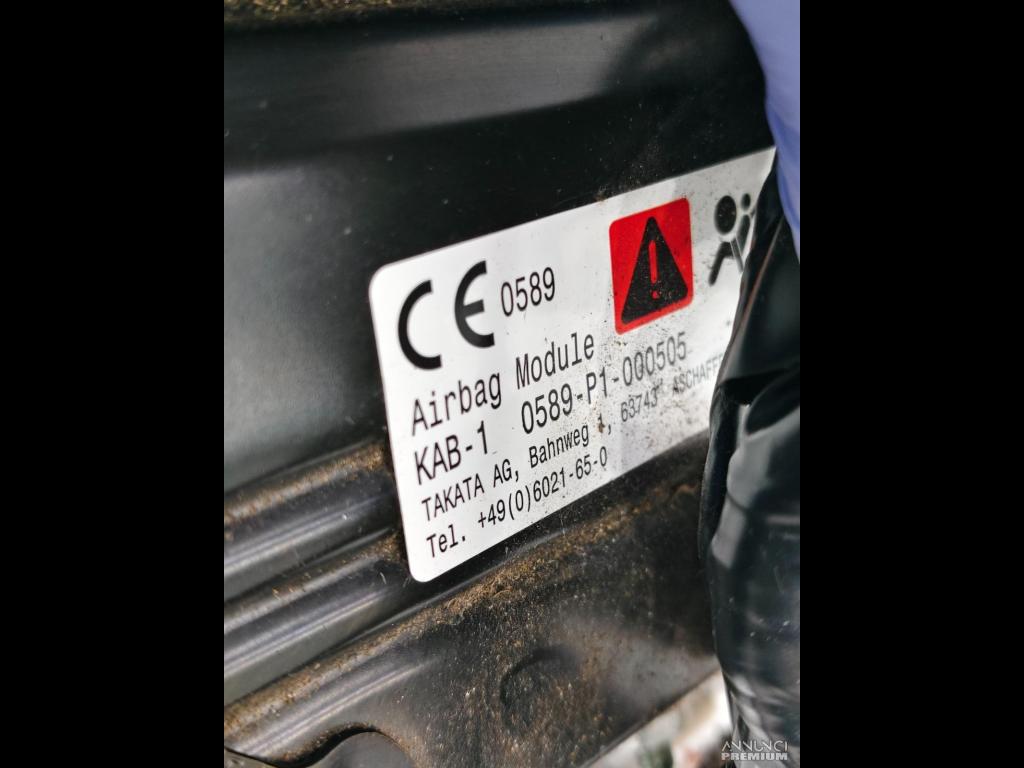 CE 0589
Airbag Module
KAB-1 0589-P1-000505
TAKATA AG, Bahnweg 1, 63743 ASCHAFFE
Tel. +49(0)6021-65-0
ANNUNCI
PREMIUM